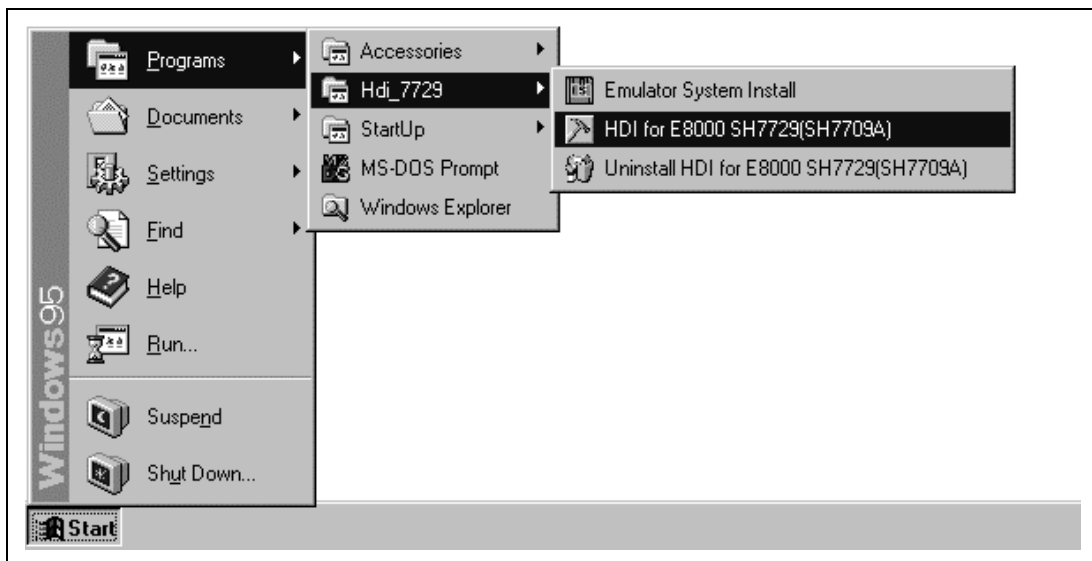 Programs
Documents
Settings
Find
Help
Run...
Suspend
Shut Down...
Windows95
Start
Accessories
Hdi_7729
StartUp
MS-DOS Prompt
Windows Explorer
Emulator System Install
HDI for E8000 SH7729(SH7709A)
Uninstall HDI for E8000 SH7729(SH7709A)